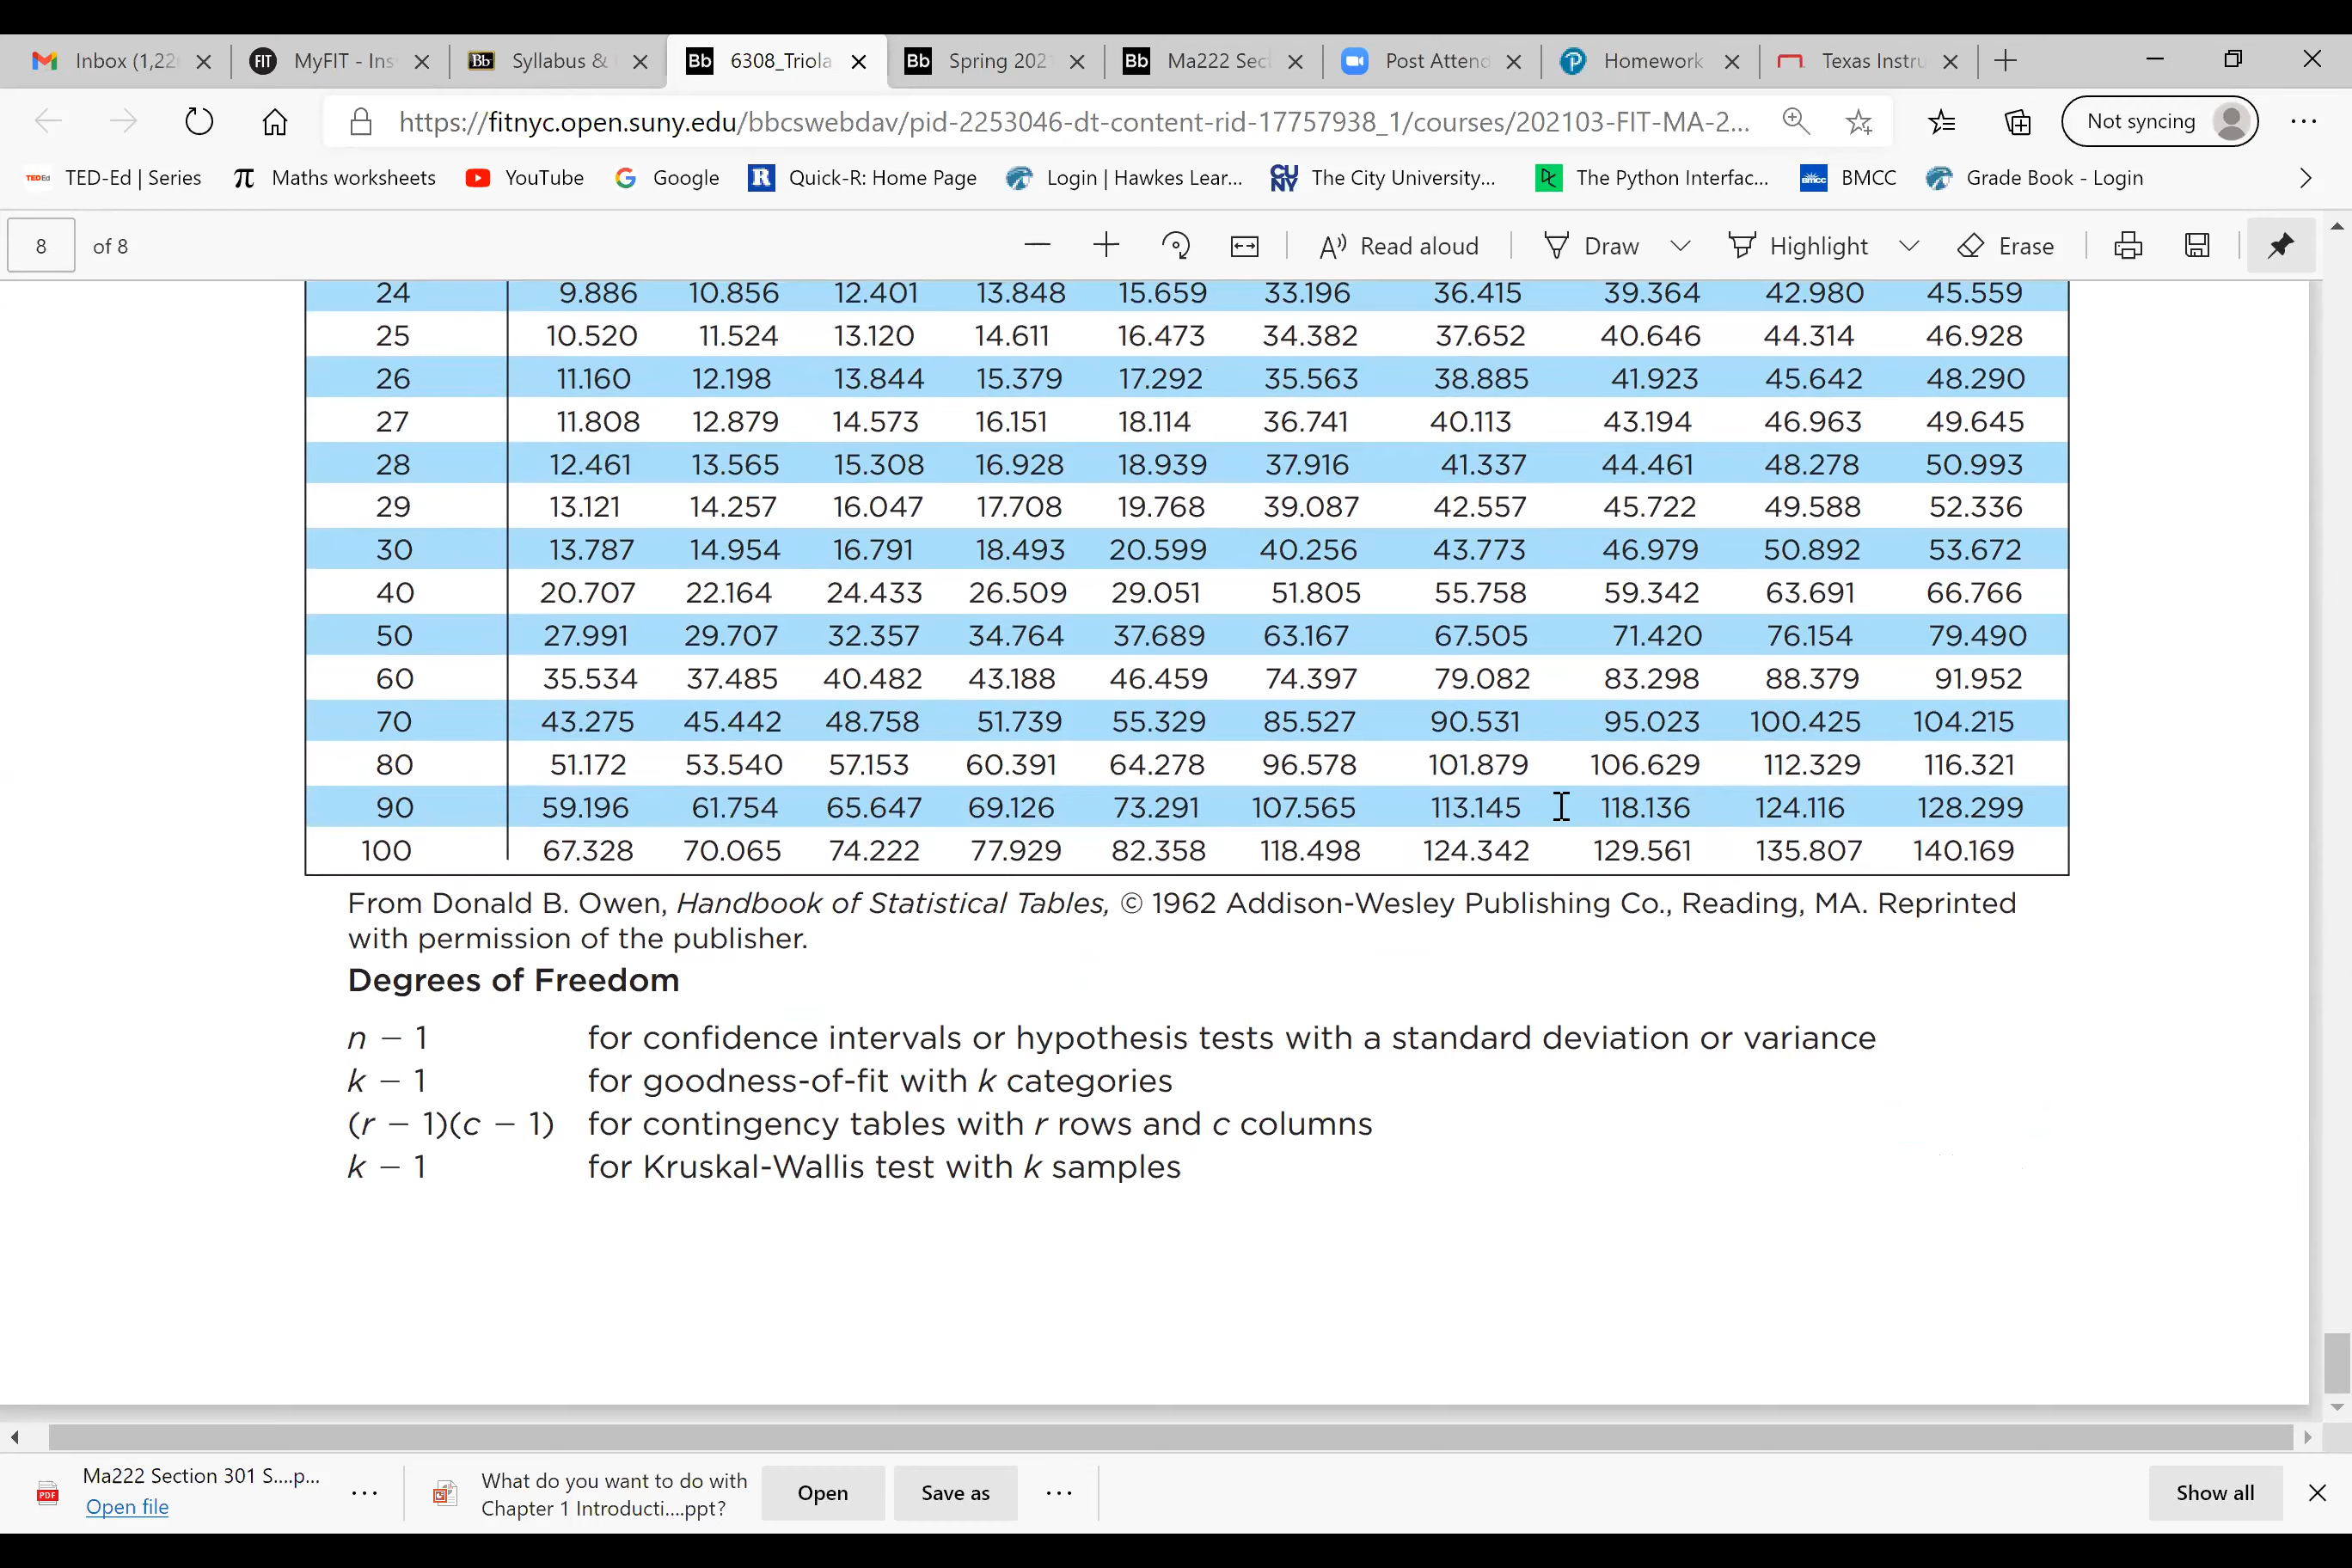 Inbox (1,22
MyFIT - Ins
Syllabus &
6308_Triola
Spring 202
Ma222 Sec
Post Attend
Homework
Texas Instru
https://fitnyc.open.suny.edu/bbcswebdav/pid-2253046-dt-content-rid-17757938_1/courses/202103-FIT-MA-2...
Not syncing
TED-Ed | Series
Maths worksheets
YouTube
Google
Quick-R: Home Page
Login | Hawkes Lear...
The City University...
The Python Interfac...
BMCC
Grade Book - Login
8 of 8
Read aloud
Draw
Highlight
Erase
24 9.886 10.856 12.401 13.848 15.659 33.196 36.415 39.364 42.980 45.559
25 10.520 11.524 13.120 14.611 16.473 34.382 37.652 40.646 44.314 46.928
26 11.160 12.198 13.844 15.379 17.292 35.563 38.885 41.923 45.642 48.290
27 11.808 12.879 14.573 16.151 18.114 36.741 40.113 43.194 46.963 49.645
28 12.461 13.565 15.308 16.928 18.939 37.916 41.337 44.461 48.278 50.993
29 13.121 14.257 16.047 17.708 19.768 39.087 42.557 45.722 49.588 52.336
30 13.787 14.954 16.791 18.493 20.599 40.256 43.773 46.979 50.892 53.672
40 20.707 22.164 24.433 26.509 29.051 51.805 55.758 59.342 63.691 66.766
50 27.991 29.707 32.357 34.764 37.689 63.167 67.505 71.420 76.154 79.490
60 35.534 37.485 40.482 43.188 46.459 74.397 79.082 83.298 88.379 91.952
70 43.275 45.442 48.758 51.739 55.329 85.527 90.531 95.023 100.425 104.215
80 51.172 53.540 57.153 60.391 64.278 96.578 101.879 106.629 112.329 116.321
90 59.196 61.754 65.647 69.126 73.291 107.565 113.145 118.136 124.116 128.299
100 67.328 70.065 74.222 77.929 82.358 118.498 124.342 129.561 135.807 140.169
From Donald B. Owen, Handbook of Statistical Tables, © 1962 Addison-Wesley Publishing Co., Reading, MA. Reprinted
with permission of the publisher.
Degrees of Freedom
n − 1 for confidence intervals or hypothesis tests with a standard deviation or variance
k − 1 for goodness-of-fit with k categories
(r − 1)(c − 1) for contingency tables with r rows and c columns
k − 1 for Kruskal-Wallis test with k samples
Ma222 Section 301 S....p...
Open file
What do you want to do with
Chapter 1 Introducti....ppt?
Open
Save as
Show all